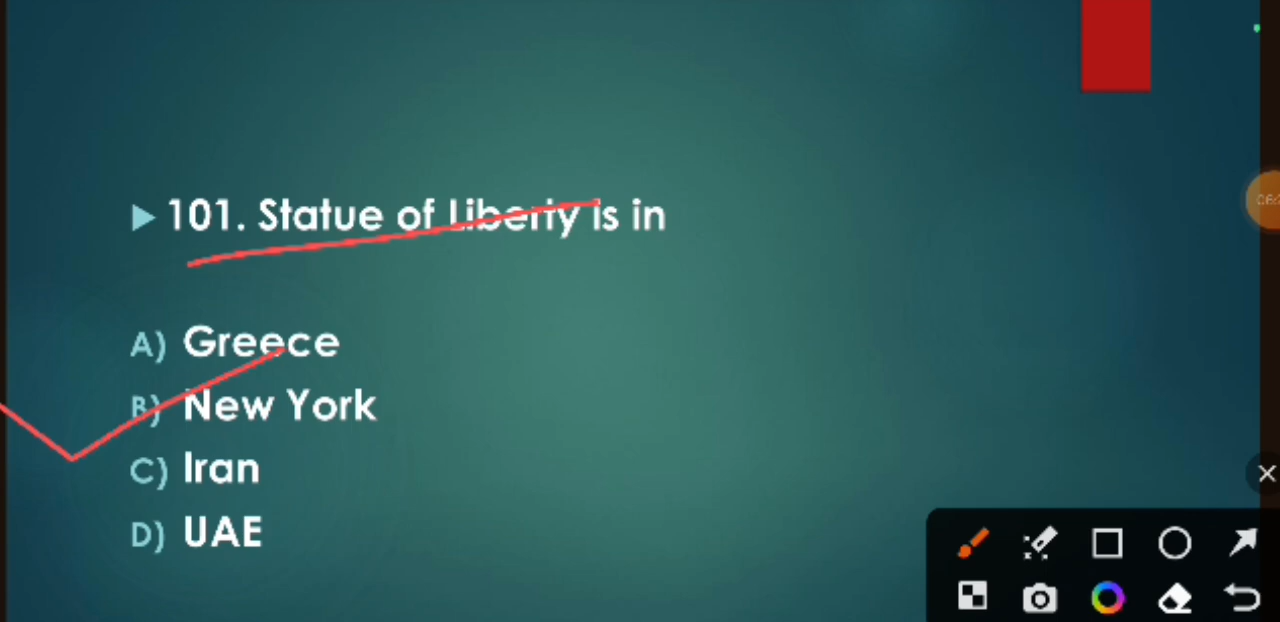 101. Statue of Liberty is in
A) Greece
B) New York
C) Iran
D) UAE